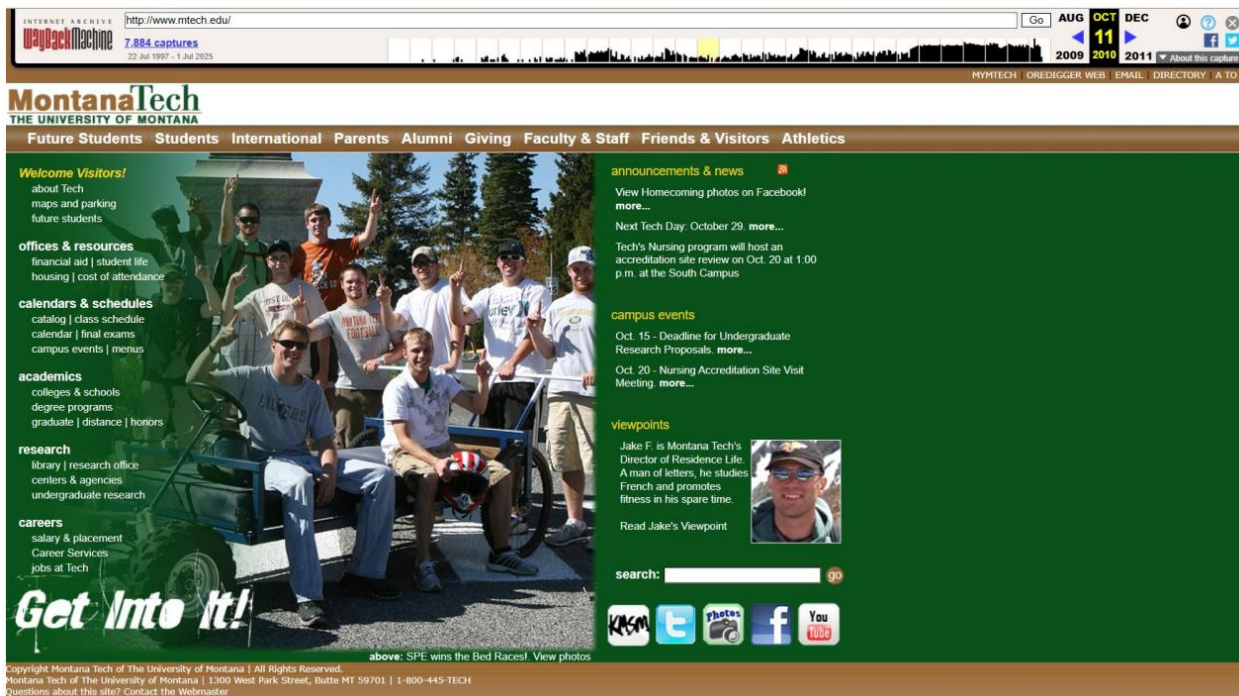 INTERNET ARCHIVE
WayBackMachine
http://www.mtech.edu/
Go
7,884 captures
22 Jul 1997 - 1 Jul 2025
AUG OCT DEC
11
2009 2010 2011
About this capture
MYMTECH | OREDIGGER WEB | EMAIL | DIRECTORY | A TO
MontanaTech
THE UNIVERSITY OF MONTANA
Future Students Students International Parents Alumni Giving Faculty & Staff Friends & Visitors Athletics
Welcome Visitors!
about Tech
maps and parking
future students
offices & resources
financial aid | student life
housing | cost of attendance
calendars & schedules
catalog | class schedule
calendar | final exams
campus events | menus
academics
colleges & schools
degree programs
graduate | distance | honors
research
library | research office
centers & agencies
undergraduate research
careers
salary & placement
Career Services
jobs at Tech
Get Into It!
MONTANA TECH
FOOTBALL
above: SPE wins the Bed Races!. View photos
announcements & news
View Homecoming photos on Facebook!
more...
Next Tech Day: October 29. more...
Tech's Nursing program will host an
accreditation site review on Oct. 20 at 1:00
p.m. at the South Campus
campus events
Oct. 15 - Deadline for Undergraduate
Research Proposals. more...
Oct. 20 - Nursing Accreditation Site Visit
Meeting. more...
viewpoints
Jake F. is Montana Tech's
Director of Residence Life.
A man of letters, he studies
French and promotes
fitness in his spare time.
Read Jake's Viewpoint
search:
go
KMSM
t
Photos
f
You
Tube
Copyright Montana Tech of The University of Montana | All Rights Reserved.
Montana Tech of The University of Montana | 1300 West Park Street, Butte MT 59701 | 1-800-445-TECH
Questions about this site? Contact the Webmaster